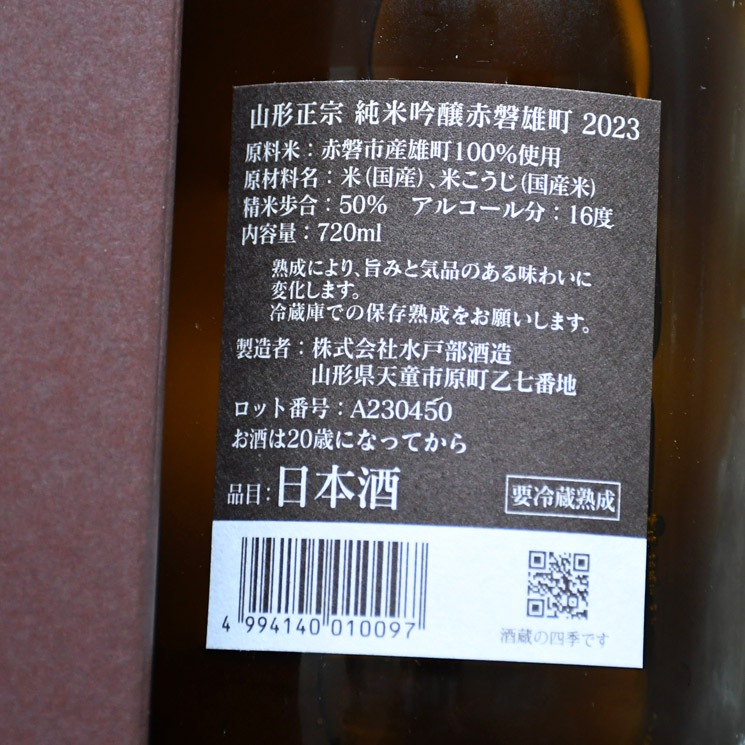 山形正宗 純米吟醸赤磐雄町 2023
原料米：赤磐市産雄町100%使用
原材料名：米(国産)、米こうじ(国産米)
精米歩合：50% アルコール分：16度
内容量：720ml
熟成により、旨みと気品のある味わいに
変化します。
冷蔵庫での保存熟成をお願いします。
製造者：株式会社水戸部酒造
山形県天童市原町乙七番地
ロット番号：A230450
お酒は20歳になってから
品目：日本酒
要冷蔵熟成
4 994140 010097
酒蔵の四季です